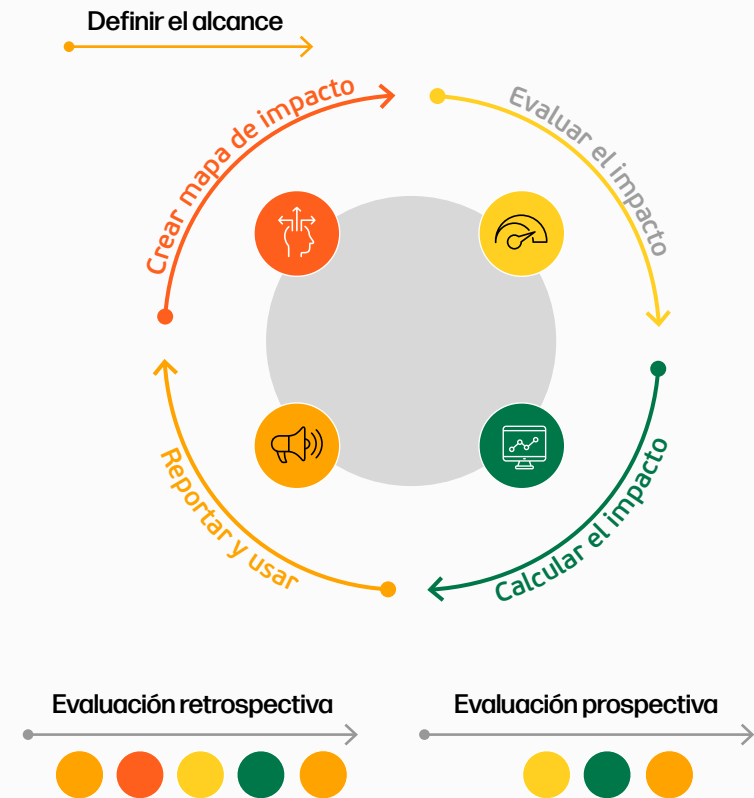 Definir el alcance
Crear mapa de impacto
Evaluar el impacto
Calcular el impacto
Reportar y usar
Evaluación retrospectiva
Evaluación prospectiva